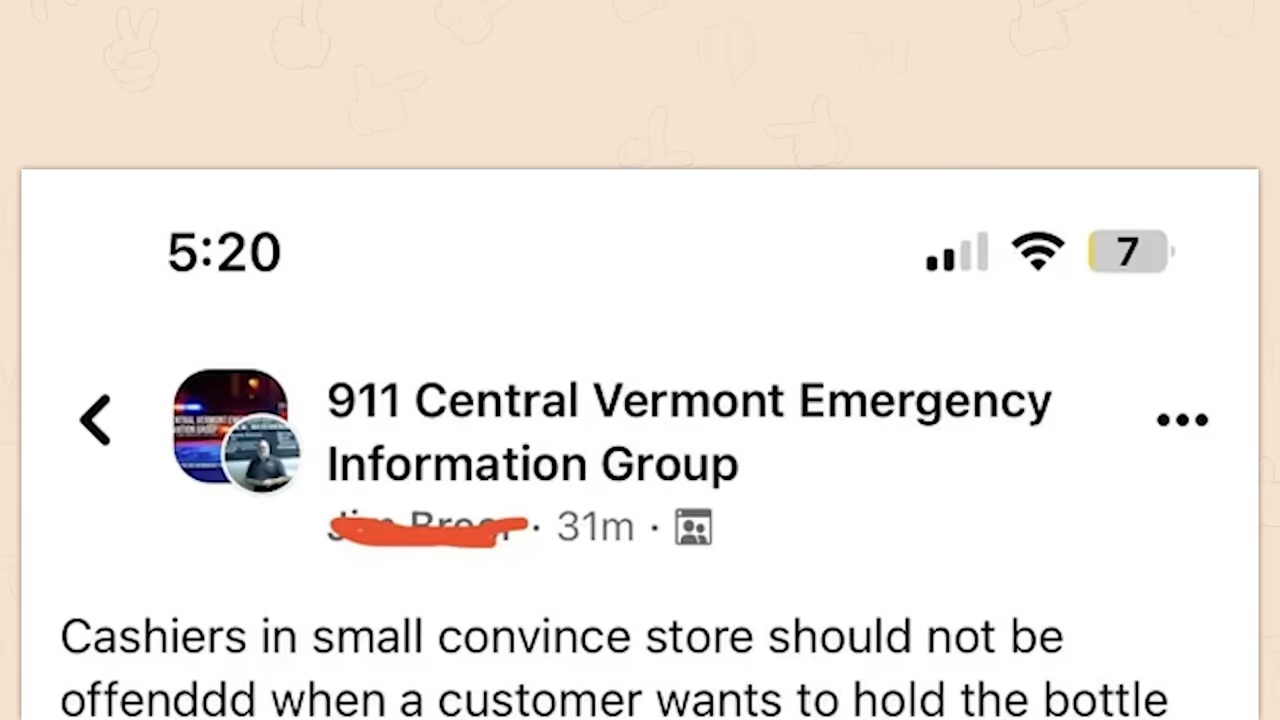 5:20
7
911 Central Vermont Emergency
Information Group
· 31m ·
Cashiers in small convince store should not be
offenddd when a customer wants to hold the bottle